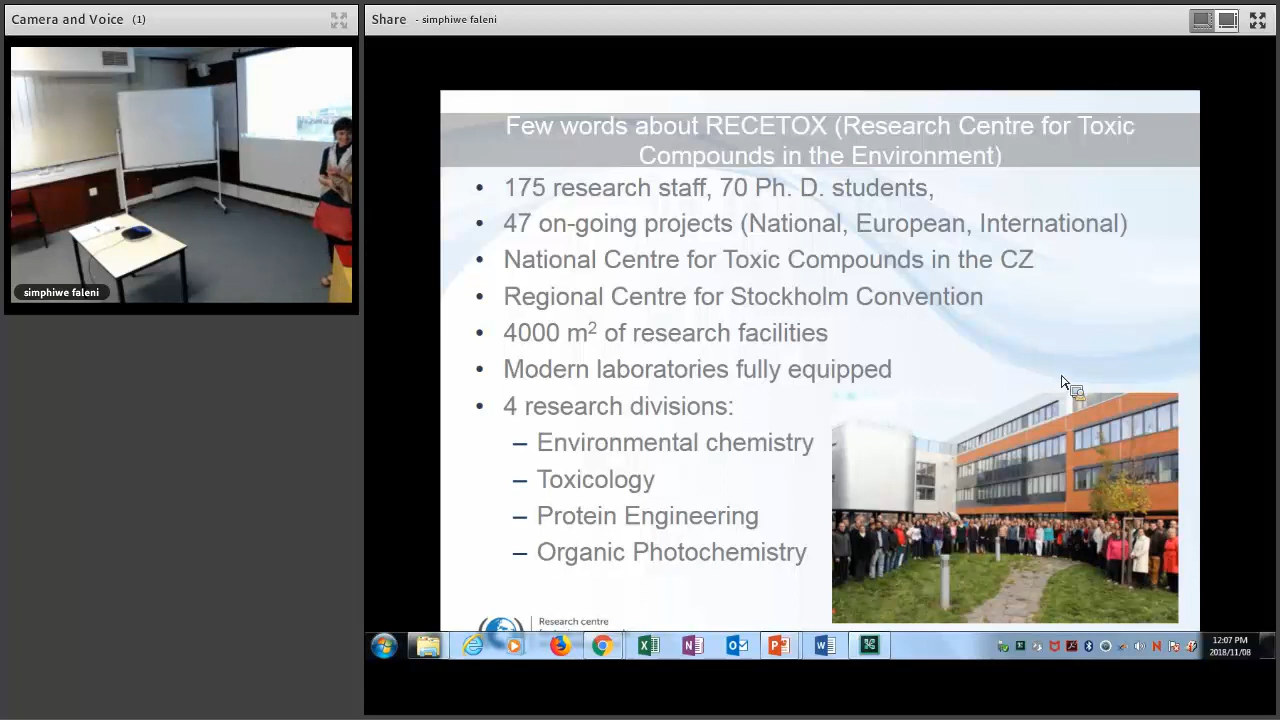 Camera and Voice (1)
Share - simphiwe faleni
simphiwe faleni
Few words about RECETOX (Research Centre for Toxic
Compounds in the Environment)
• 175 research staff, 70 Ph. D. students,
• 47 on-going projects (National, European, International)
• National Centre for Toxic Compounds in the CZ
• Regional Centre for Stockholm Convention
• 4000 m² of research facilities
• Modern laboratories fully equipped
• 4 research divisions:
– Environmental chemistry
– Toxicology
– Protein Engineering
– Organic Photochemistry
Research centre
12:07 PM
2018/11/08